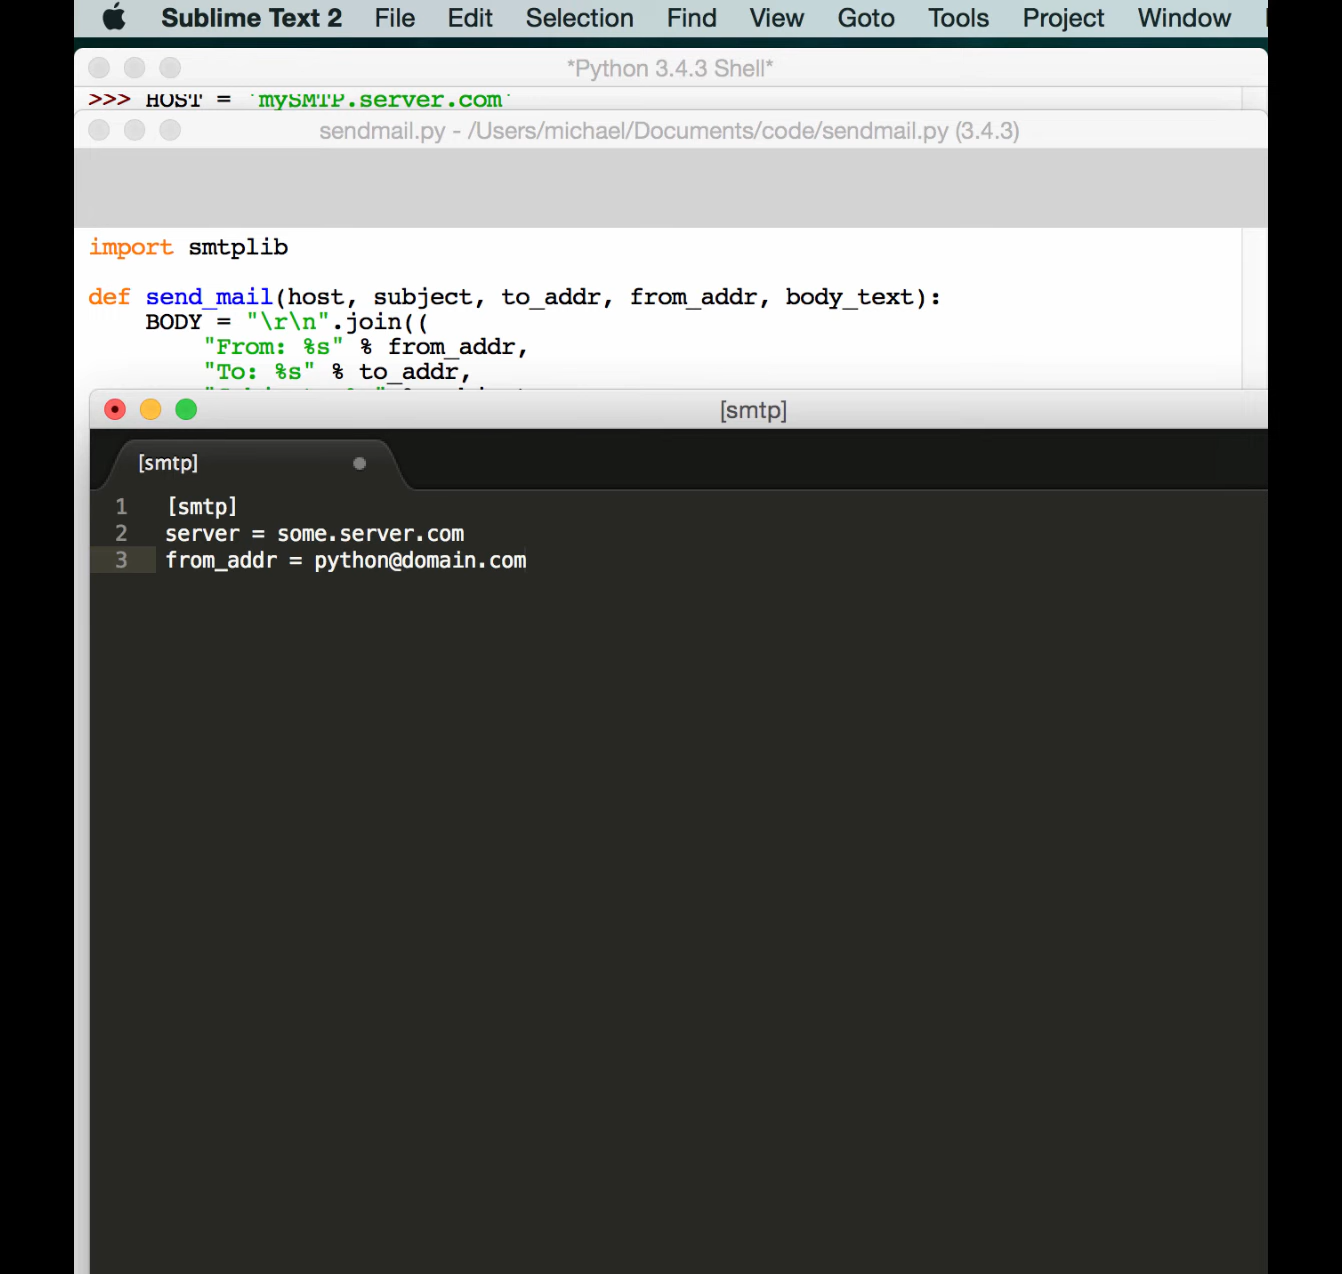 Sublime Text 2 File Edit Selection Find View Goto Tools Project Window
*Python 3.4.3 Shell*
>>> HOST = 'mySMTP.server.com'
sendmail.py - /Users/michael/Documents/code/sendmail.py (3.4.3)
import smtplib
def send_mail(host, subject, to_addr, from_addr, body_text):
BODY = "\r\n".join((
"From: %s" % from_addr,
"To: %s" % to_addr,
[smtp]
[smtp]
1 [smtp]
2 server = some.server.com
3 from_addr = python@domain.com